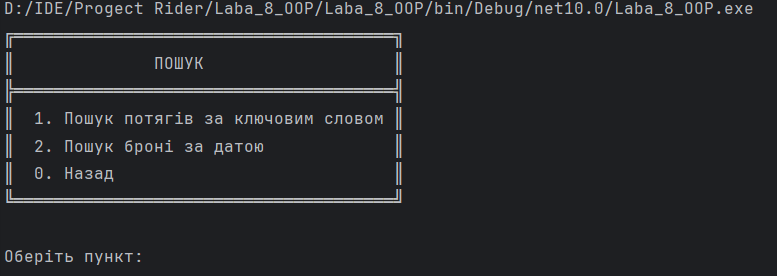 D:/IDE/Progect Rider/Laba_8_OOP/Laba_8_OOP/bin/Debug/net10.0/Laba_8_OOP.exe
ПОШУК
1. Пошук потягів за ключовим словом
2. Пошук броні за датою
0. Назад
Оберіть пункт: